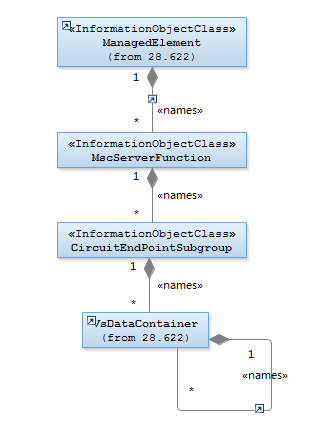 «InformationObjectClass»
ManagedElement
(from 28.622)
1
«names»
*
«InformationObjectClass»
MscServerFunction
1
«names»
*
«InformationObjectClass»
CircuitEndPointSubgroup
1
«names»
*
VsDataContainer
(from 28.622)
1
«names»
*